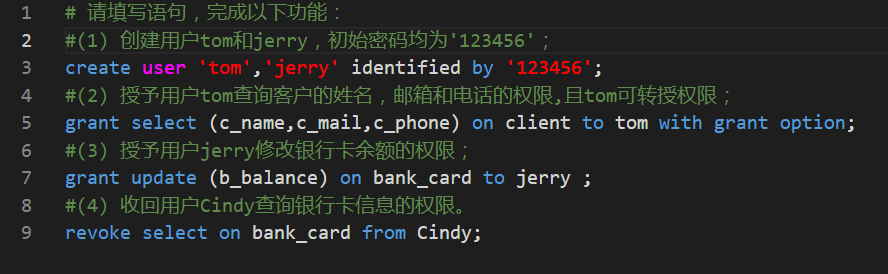 1 # 请填写语句，完成以下功能：
2 #(1) 创建用户tom和jerry，初始密码均为'123456'；
3 create user 'tom','jerry' identified by '123456';
4 #(2) 授予用户tom查询客户的姓名，邮箱和电话的权限,且tom可转授权限；
5 grant select (c_name,c_mail,c_phone) on client to tom with grant option;
6 #(3) 授予用户jerry修改银行卡余额的权限；
7 grant update (b_balance) on bank_card to jerry ;
8 #(4) 收回用户Cindy查询银行卡信息的权限。
9 revoke select on bank_card from Cindy;